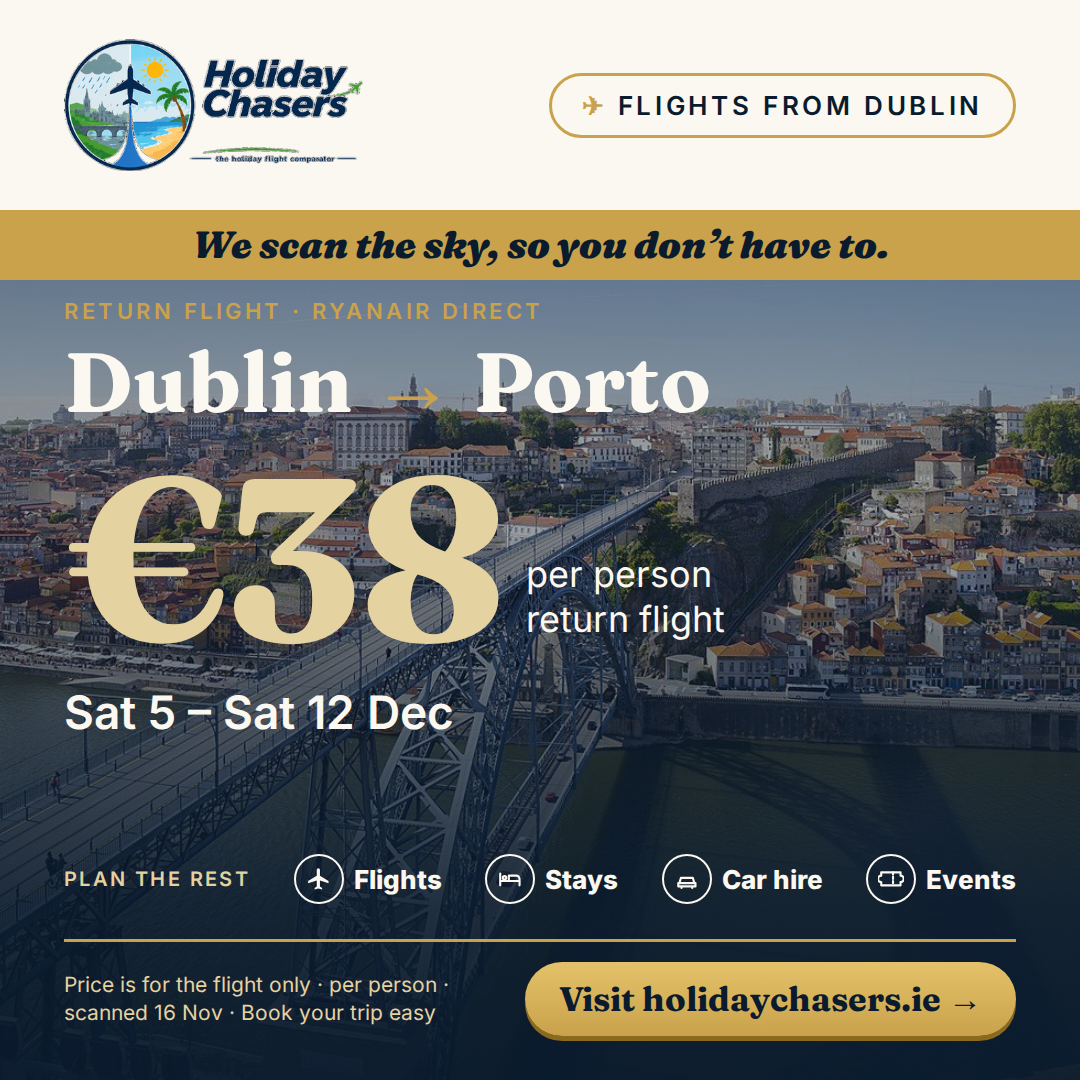 Holiday
Chasers
the holiday flight comparator
✈ FLIGHTS FROM DUBLIN
We scan the sky, so you don’t have to.
RETURN FLIGHT · RYANAIR DIRECT
Dublin → Porto
€38
per person
return flight
Sat 5 – Sat 12 Dec
PLAN THE REST Flights Stays Car hire Events
Price is for the flight only · per person ·
scanned 16 Nov · Book your trip easy
Visit holidaychasers.ie →